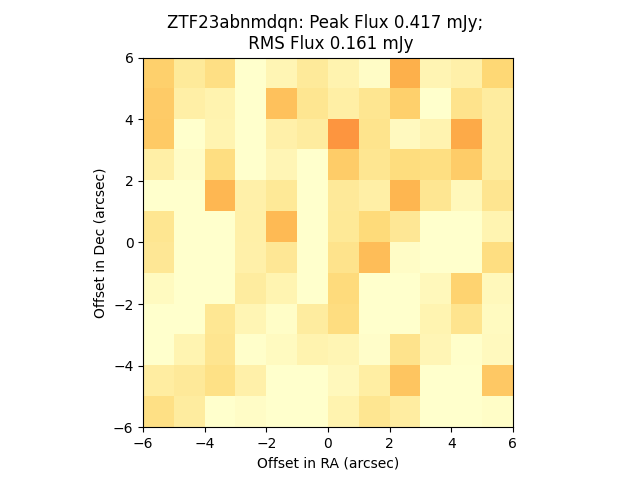 ZTF23abnmdqn: Peak Flux 0.417 mJy;
RMS Flux 0.161 mJy
6
4
2
0
−2
−4
−6
Offset in Dec (arcsec)
−6 −4 −2 0 2 4 6
Offset in RA (arcsec)